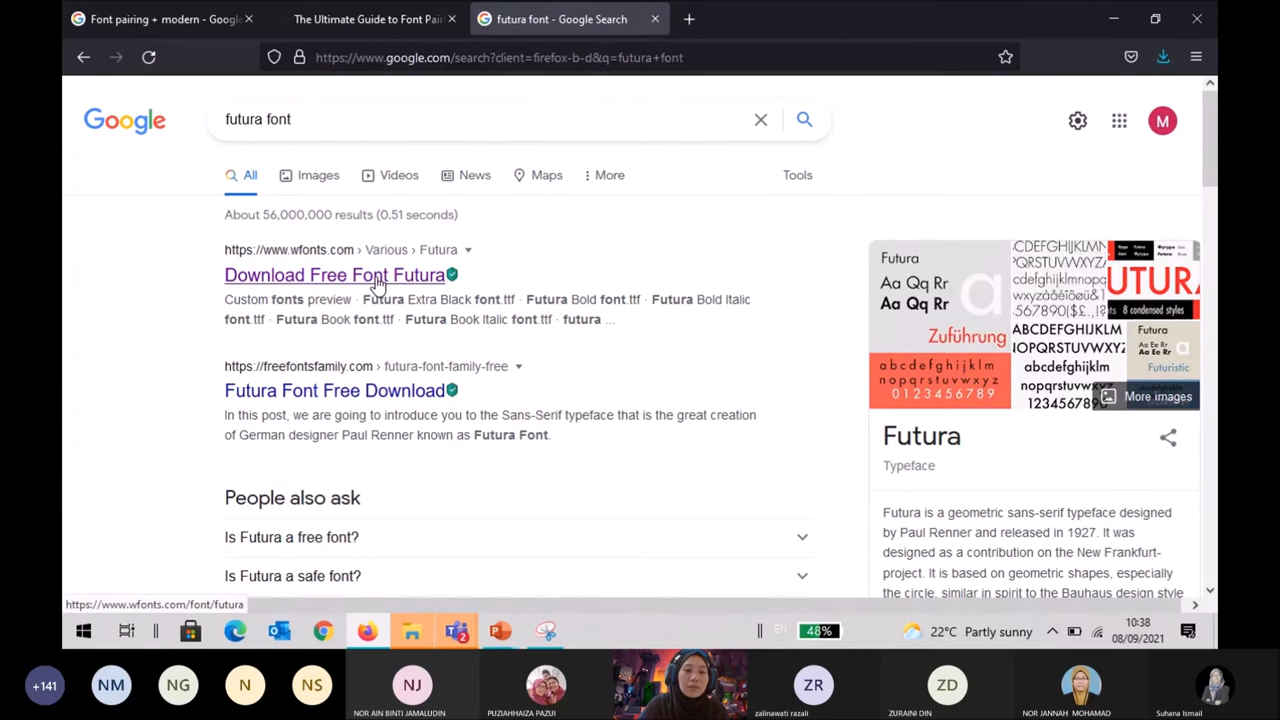 Font pairing + modern - Google
The Ultimate Guide to Font Pair
futura font - Google Search
https://www.google.com/search?client=firefox-b-d&q=futura+font
Google
futura font
M
All
Images
Videos
News
Maps
More
Tools
About 56,000,000 results (0.51 seconds)
https://www.wfonts.com › Various › Futura
Download Free Font Futura
Custom fonts preview · Futura Extra Black font.ttf · Futura Bold font.ttf · Futura Bold Italic
font.ttf · Futura Book font.ttf · Futura Book Italic font.ttf · futura ...
https://freefontsfamily.com › futura-font-family-free
Futura Font Free Download
In this post, we are going to introduce you to the Sans-Serif typeface that is the great creation
of German designer Paul Renner known as Futura Font.
People also ask
Is Futura a free font?
Is Futura a safe font?
Futura
Aa Qq Rr
Aa Qq Rr
a
Zuführung
abcdefghijklm
nopqrstuvwxyz
0123456789
CDEFGHIJKLMN
ABCDEFGHIJKLM
NOPQRSTUVWXYZ
abcdefghijklm
nopqrstuvwxyz
1234567890
FUTURA
8 condensed styles
Futura
Aa Ee Rr
Aa Ee Rr
a
Futuristic
More images
Futura
Typeface
Futura is a geometric sans-serif typeface designed
by Paul Renner and released in 1927. It was
designed as a contribution on the New Frankfurt-
project. It is based on geometric shapes, especially
the circle, similar in spirit to the Bauhaus design style
https://www.wfonts.com/font/futura
2
EN
48%
22°C Partly sunny
10:38
08/09/2021
+141
NM
NG
N
NS
NJ
NOR AIN BINTI JAMALUDIN
PUZIAHHAIZA PAZUI
ZR
zalinawati razali
ZD
ZURAINI DIN
NOR JANNAH MOHAMAD
Suhana Ismail